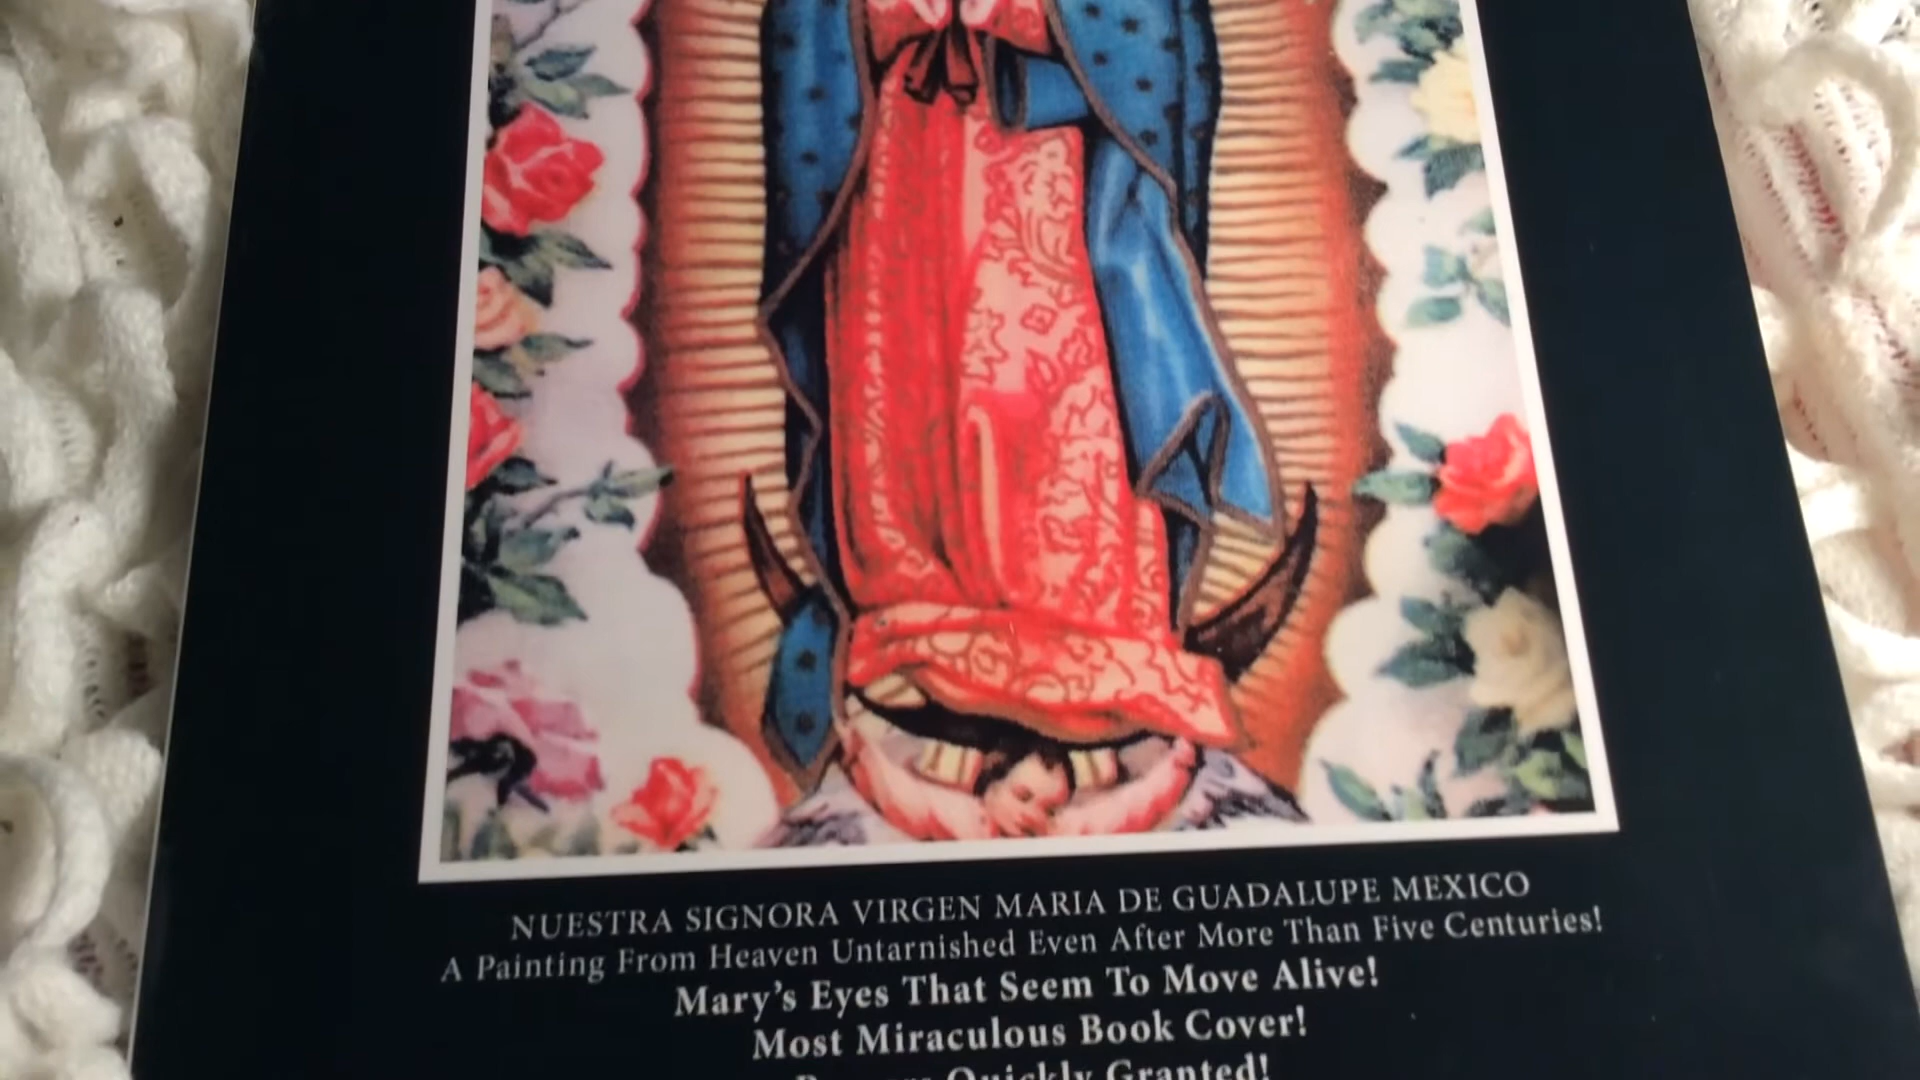 NUESTRA SIGNORA VIRGEN MARIA DE GUADALUPE MEXICO
A Painting From Heaven Untarnished Even After More Than Five Centuries!
Mary's Eyes That Seem To Move Alive!
Most Miraculous Book Cover!
Quickly Granted!